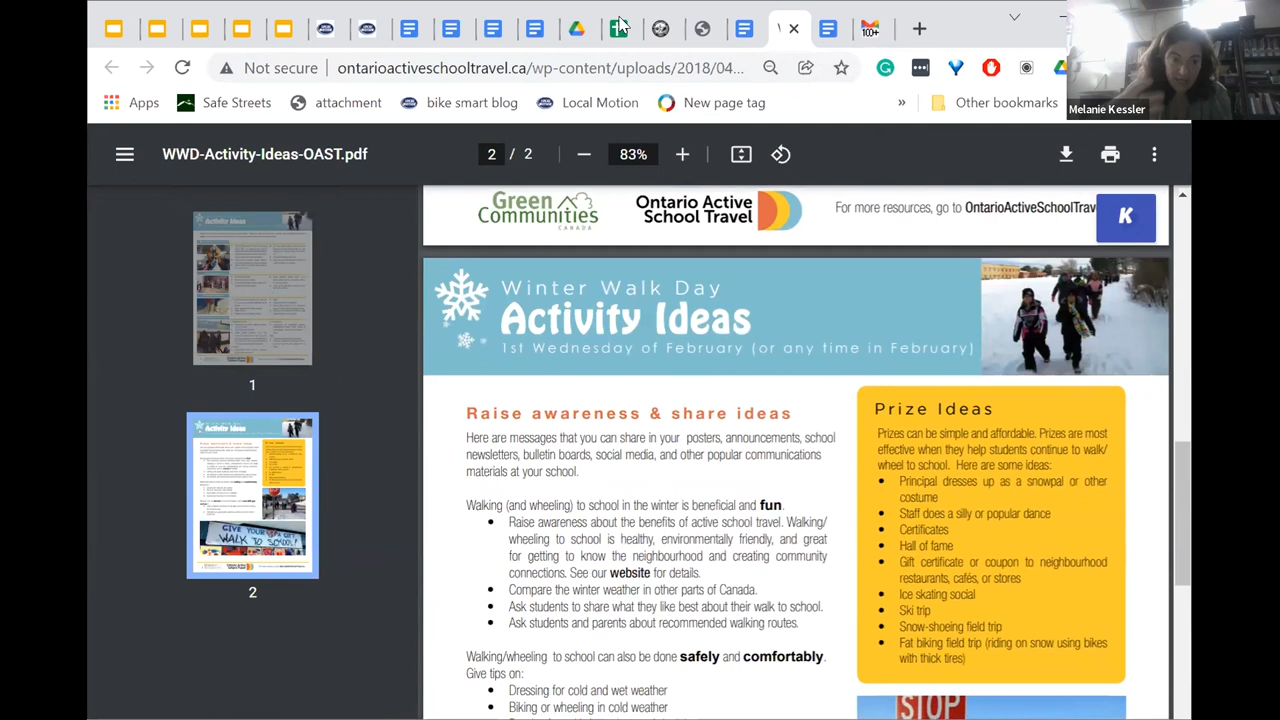 100+
Not secure
ontarioactiveschooltravel.ca/wp-content/uploads/2018/04...
Apps
Safe Streets
attachment
bike smart blog
Local Motion
New page tag
»
Other bookmarks
Melanie Kessler
WWD-Activity-Ideas-OAST.pdf
2 / 2
83%
Activity Ideas
1
Activity Ideas
GIVE YOUR
WALK TO SCHOOL!
2
Green
Communities
CANADA
Ontario Active
School Travel
For more resources, go to OntarioActiveSchoolTrav
K
Winter Walk Day
Activity Ideas
1st Wednesday of February (or any time in February)
Raise awareness & share ideas
Here are messages that you can share in your posters, announcements, school
newsletters, bulletin boards, social media, and other popular communications
materials at your school.
Walking (and wheeling) to school in the winter is beneficial and fun.
• Raise awareness about the benefits of active school travel. Walking/
wheeling to school is healthy, environmentally friendly, and great
for getting to know the neighbourhood and creating community
connections. See our website for details.
• Compare the winter weather in other parts of Canada.
• Ask students to share what they like best about their walk to school.
• Ask students and parents about recommended walking routes.
Walking/wheeling to school can also be done safely and comfortably.
Give tips on:
• Dressing for cold and wet weather
• Biking or wheeling in cold weather
Prize Ideas
Prizes can be simple and affordable. Prizes are most
effective when they help students continue to walk/
wheel to school. Here are some ideas:
• Principal dresses up as a snowpal or other
costume
• Staff does a silly or popular dance
• Certificates
• Hall of fame
• Gift certificate or coupon to neighbourhood
restaurants, cafés, or stores
• Ice skating social
• Ski trip
• Snow-shoeing field trip
• Fat biking field trip (riding on snow using bikes
with thick tires)
STOP